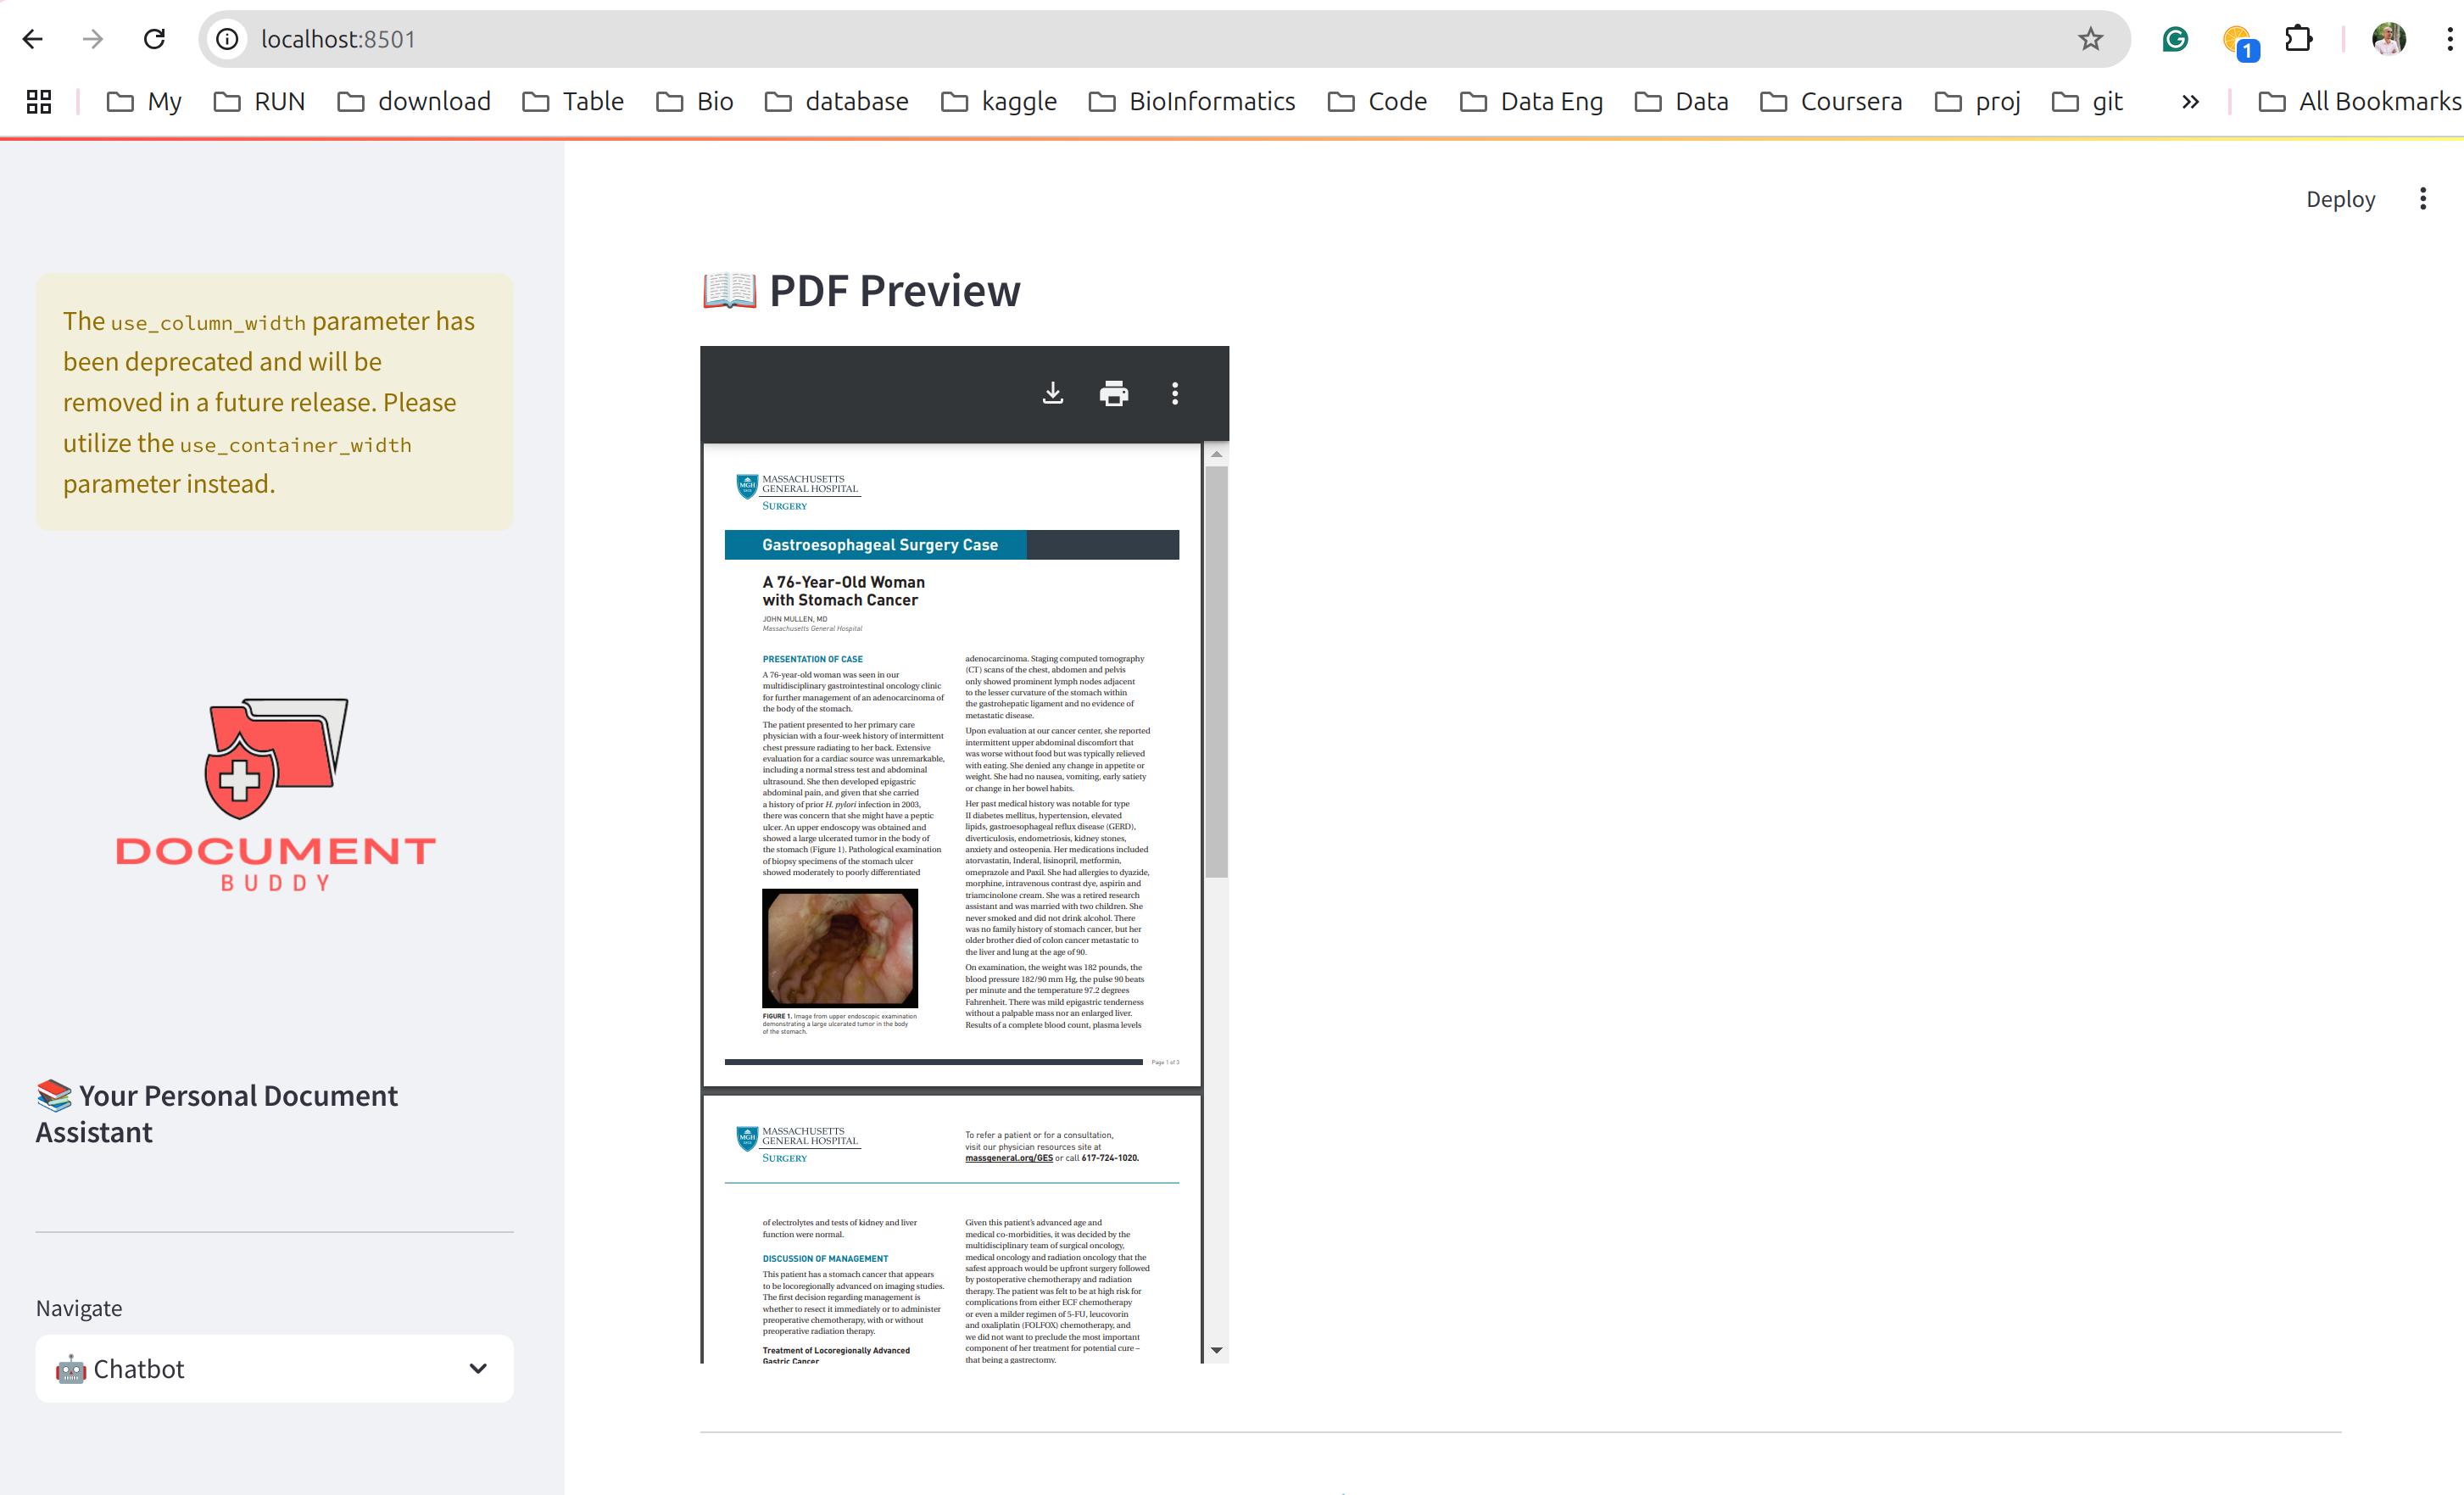 localhost:8501
1
My
RUN
download
Table
Bio
database
kaggle
BioInformatics
Code
Data Eng
Data
Coursera
proj
git
All Bookmarks
Deploy
The use_column_width parameter has
been deprecated and will be
removed in a future release. Please
utilize the use_container_width
parameter instead.
DOCUMENT
BUDDY
📚 Your Personal Document
Assistant
Navigate
🤖 Chatbot
📖 PDF Preview
MGH
MASSACHUSETTS
GENERAL HOSPITAL
SURGERY
Gastroesophageal Surgery Case
A 76-Year-Old Woman
with Stomach Cancer
JOHN MULLEN, MD
Massachusetts General Hospital
PRESENTATION OF CASE
A 76-year-old woman was seen in our
multidisciplinary gastrointestinal oncology clinic
for further management of an adenocarcinoma of
the body of the stomach.
The patient presented to her primary care
physician with a four-week history of intermittent
chest pressure radiating to her back. Extensive
evaluation for a cardiac source was unremarkable,
including a normal stress test and abdominal
ultrasound. She then developed epigastric
abdominal pain, and given that she carried
a history of prior H. pylori infection in 2003,
there was concern that she might have a peptic
ulcer. An upper endoscopy was obtained and
showed a large ulcerated tumor in the body of
the stomach (Figure 1). Pathological examination
of biopsy specimens of the stomach ulcer
showed moderately to poorly differentiated
FIGURE 1. Image from upper endoscopic examination
demonstrating a large ulcerated tumor in the body
of the stomach.
adenocarcinoma. Staging computed tomography
(CT) scans of the chest, abdomen and pelvis
only showed prominent lymph nodes adjacent
to the lesser curvature of the stomach within
the gastrohepatic ligament and no evidence of
metastatic disease.
Upon evaluation at our cancer center, she reported
intermittent upper abdominal discomfort that
was worse without food but was typically relieved
with eating. She denied any change in appetite or
weight. She had no nausea, vomiting, early satiety
or change in her bowel habits.
Her past medical history was notable for type
II diabetes mellitus, hypertension, elevated
lipids, gastroesophageal reflux disease (GERD),
diverticulosis, endometriosis, kidney stones,
anxiety and osteopenia. Her medications included
atorvastatin, Inderal, lisinopril, metformin,
omeprazole and Paxil. She had allergies to dyazide,
morphine, intravenous contrast dye, aspirin and
triamcinolone cream. She was a retired research
assistant and was married with two children. She
never smoked and did not drink alcohol. There
was no family history of stomach cancer, but her
older brother died of colon cancer metastatic to
the liver and lung at the age of 90.
On examination, the weight was 182 pounds, the
blood pressure 182/90 mm Hg, the pulse 90 beats
per minute and the temperature 97.2 degrees
Fahrenheit. There was mild epigastric tenderness
without a palpable mass nor an enlarged liver.
Results of a complete blood count, plasma levels
Page 1 of 3
MGH
MASSACHUSETTS
GENERAL HOSPITAL
SURGERY
To refer a patient or for a consultation,
visit our physician resources site at
massgeneral.org/GES or call 617-724-1020.
of electrolytes and tests of kidney and liver
function were normal.
DISCUSSION OF MANAGEMENT
This patient has a stomach cancer that appears
to be locoregionally advanced on imaging studies.
The first decision regarding management is
whether to resect it immediately or to administer
preoperative chemotherapy, with or without
preoperative radiation therapy.
Treatment of Locoregionally Advanced
Gastric Cancer
Given this patient's advanced age and
medical co-morbidities, it was decided by the
multidisciplinary team of surgical oncology,
medical oncology and radiation oncology that the
safest approach would be upfront surgery followed
by postoperative chemotherapy and radiation
therapy. The patient was felt to be at high risk for
complications from either ECF chemotherapy
or even a milder regimen of 5-FU, leucovorin
and oxaliplatin (FOLFOX) chemotherapy, and
we did not want to preclude the most important
component of her treatment for potential cure –
that being a gastrectomy.